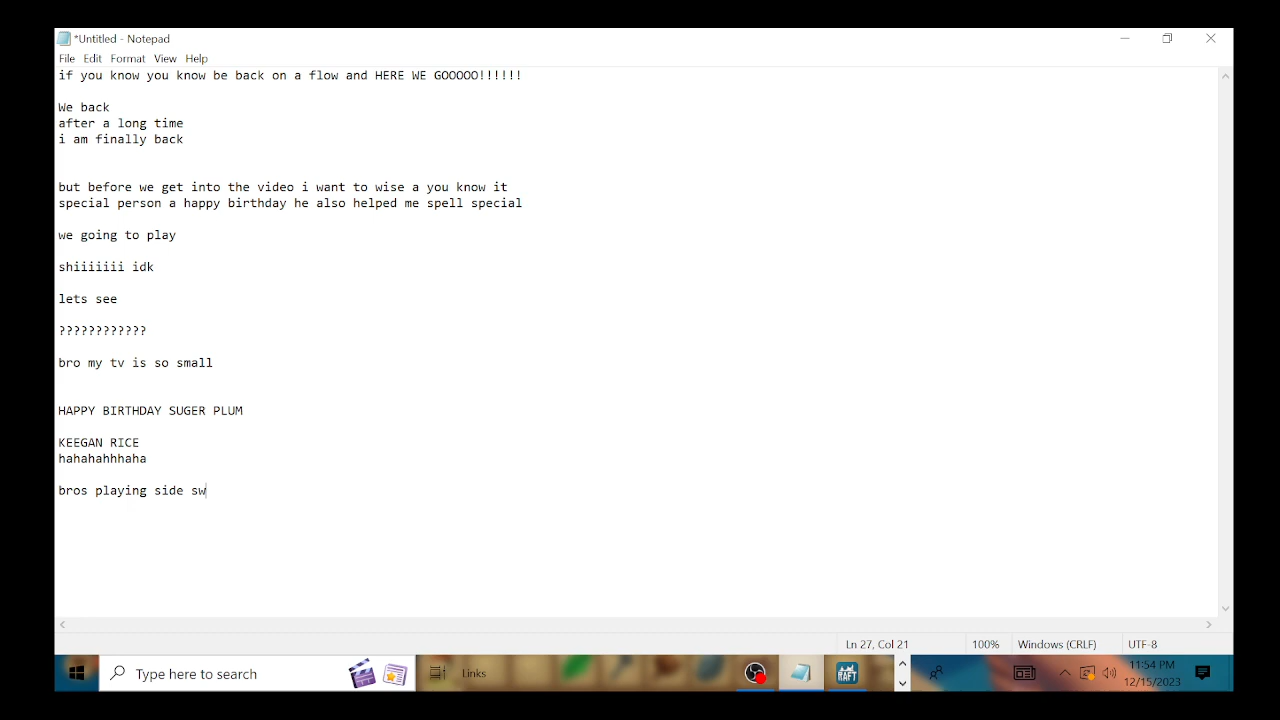 *Untitled - Notepad
File Edit Format View Help
if you know you know be back on a flow and HERE WE GOOOOO!!!!!!
We back
after a long time
i am finally back
but before we get into the video i want to wise a you know it
special person a happy birthday he also helped me spell special
we going to play
shiiiiiii idk
lets see
????????????
bro my tv is so small
HAPPY BIRTHDAY SUGER PLUM
KEEGAN RICE
hahahahhhaha
bros playing side sw
Ln 27, Col 21 100% Windows (CRLF) UTF-8
Type here to search Links RAFT 11:54 PM
12/15/2023